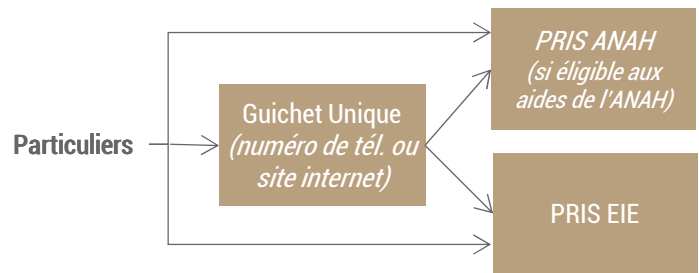 Particuliers
Guichet Unique
(numéro de tél. ou
site internet)
PRIS ANAH
(si éligible aux
aides de l'ANAH)
PRIS EIE